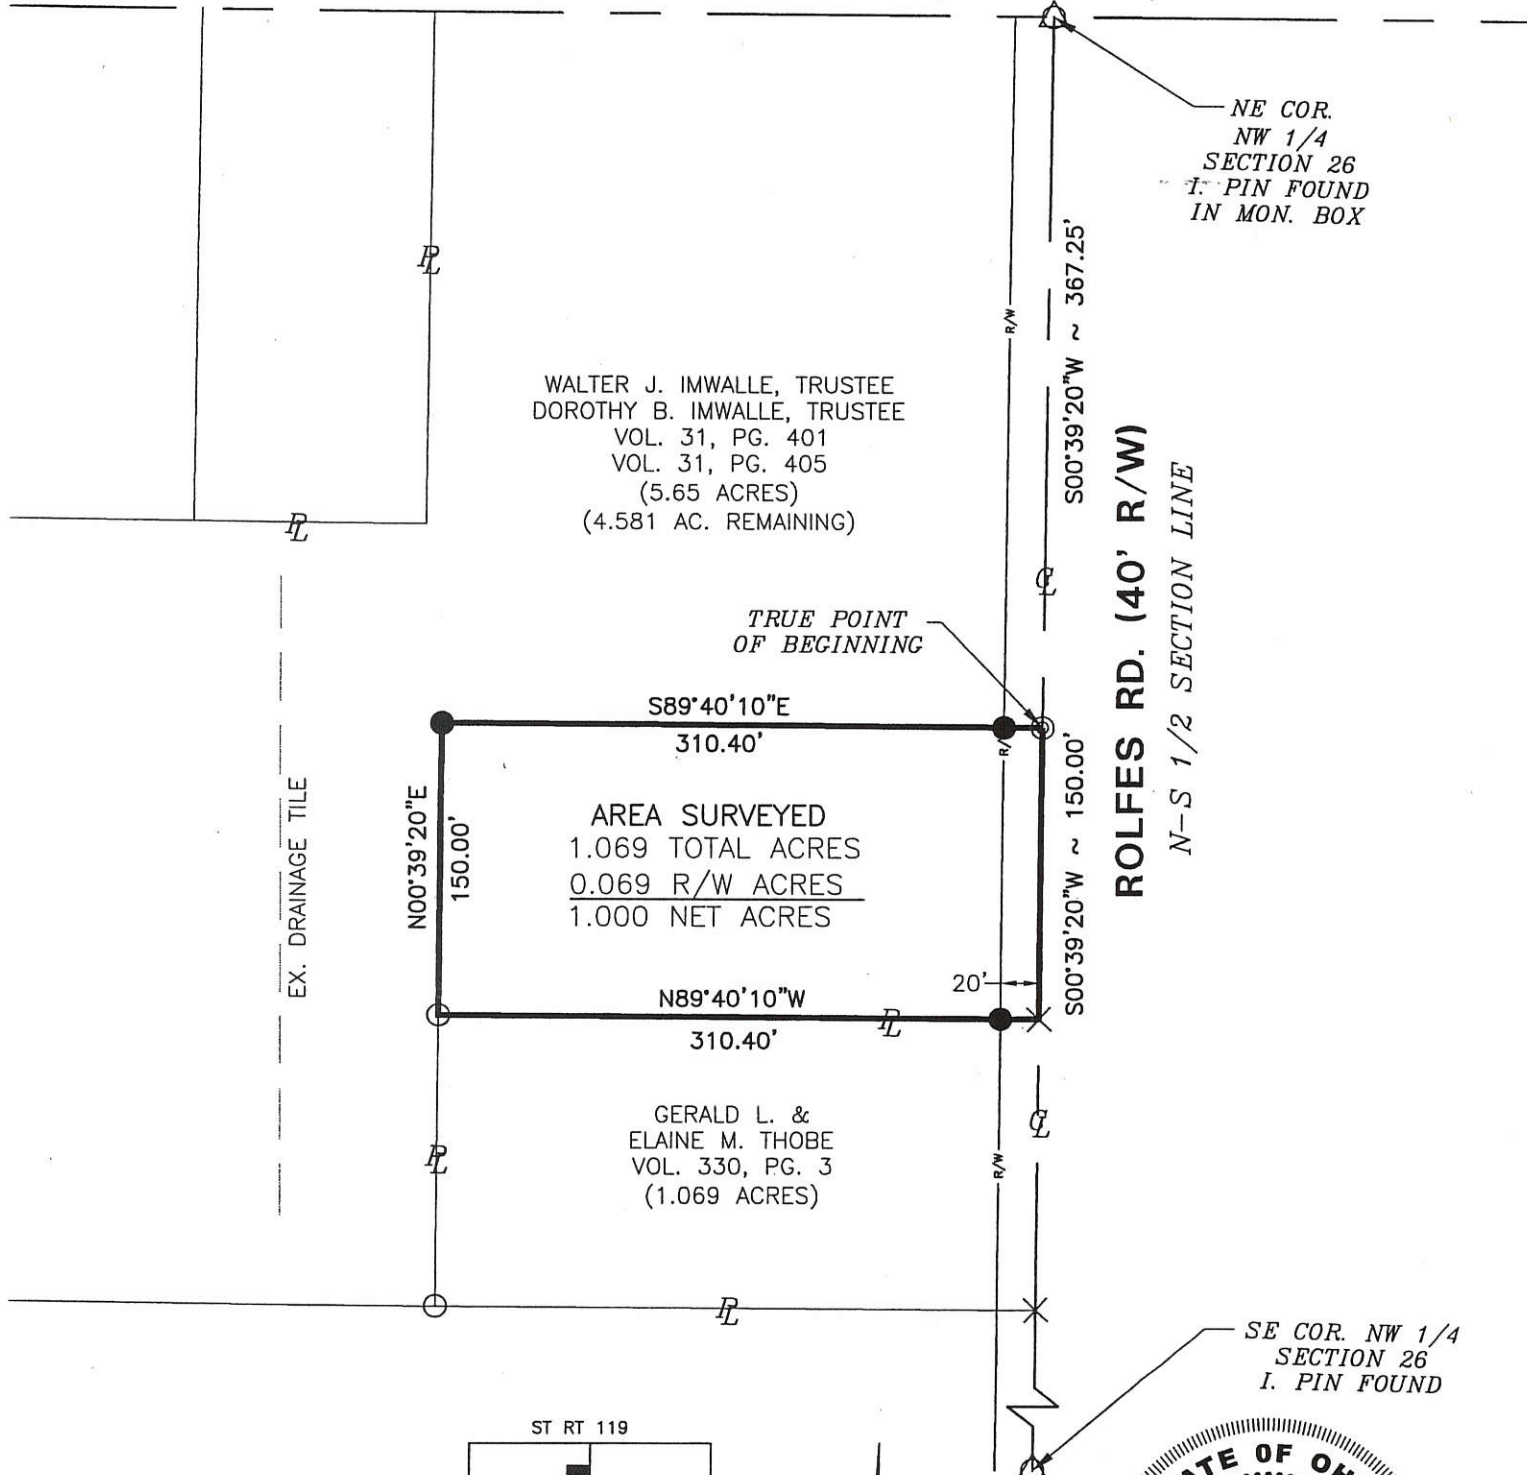 NE COR.
NW 1/4
SECTION 26
I. PIN FOUND
IN MON. BOX
PL
R/W
S00°39'20"W ~ 367.25'
WALTER J. IMWALLE, TRUSTEE
DOROTHY B. IMWALLE, TRUSTEE
VOL. 31, PG. 401
VOL. 31, PG. 405
(5.65 ACRES)
(4.581 AC. REMAINING)
PL
CL
ROLFES RD. (40' R/W)
N-S 1/2 SECTION LINE
TRUE POINT
OF BEGINNING
S89°40'10"E
310.40'
R/
EX. DRAINAGE TILE
N00°39'20"E
150.00'
AREA SURVEYED
1.069 TOTAL ACRES
0.069 R/W ACRES
1.000 NET ACRES
S00°39'20"W ~ 150.00'
20'
N89°40'10"W
PL
310.40'
GERALD L. &
ELAINE M. THOBE
VOL. 330, PG. 3
(1.069 ACRES)
PL
R/W
CL
PL
SE COR. NW 1/4
SECTION 26
I. PIN FOUND
ST RT 119
OF